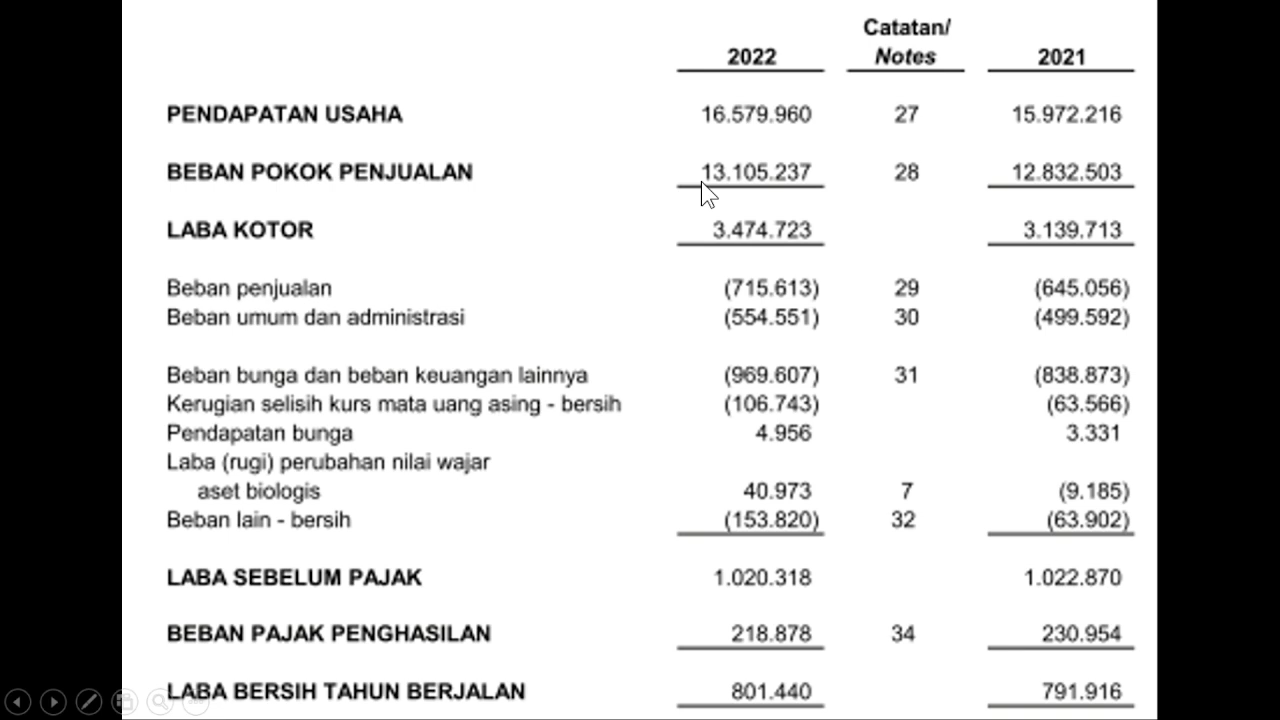 Catatan/
2022 Notes 2021
PENDAPATAN USAHA 16.579.960 27 15.972.216
BEBAN POKOK PENJUALAN 13.105.237 28 12.832.503
LABA KOTOR 3.474.723 3.139.713
Beban penjualan (715.613) 29 (645.056)
Beban umum dan administrasi (554.551) 30 (499.592)
Beban bunga dan beban keuangan lainnya (969.607) 31 (838.873)
Kerugian selisih kurs mata uang asing - bersih (106.743) (63.566)
Pendapatan bunga 4.956 3.331
Laba (rugi) perubahan nilai wajar
aset biologis 40.973 7 (9.185)
Beban lain - bersih (153.820) 32 (63.902)
LABA SEBELUM PAJAK 1.020.318 1.022.870
BEBAN PAJAK PENGHASILAN 218.878 34 230.954
LABA BERSIH TAHUN BERJALAN 801.440 791.916